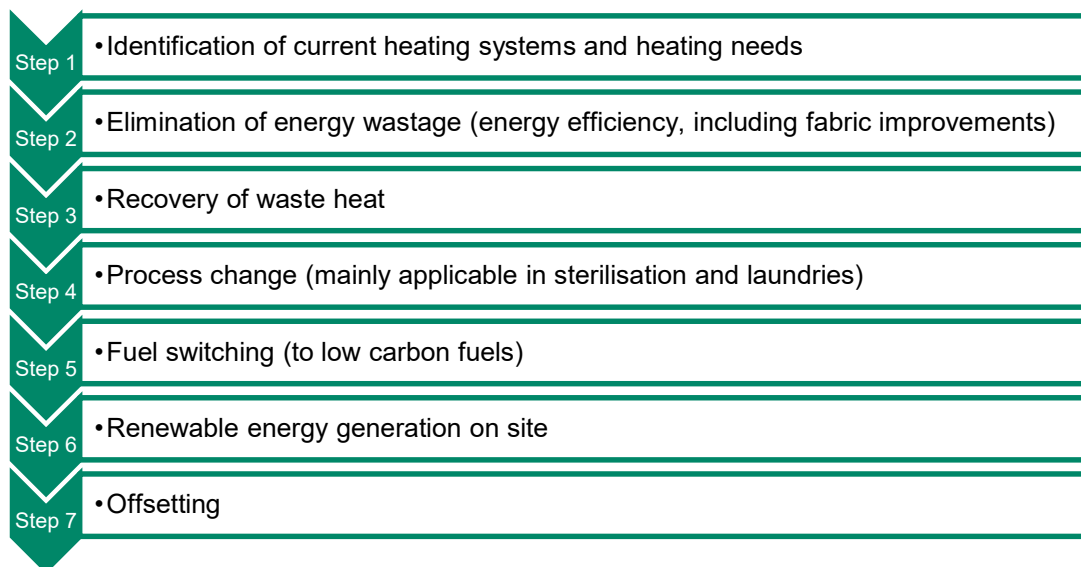 Step 1
•Identification of current heating systems and heating needs
Step 2
•Elimination of energy wastage (energy efficiency, including fabric improvements)
Step 3
•Recovery of waste heat
Step 4
•Process change (mainly applicable in sterilisation and laundries)
Step 5
•Fuel switching (to low carbon fuels)
Step 6
•Renewable energy generation on site
Step 7
•Offsetting